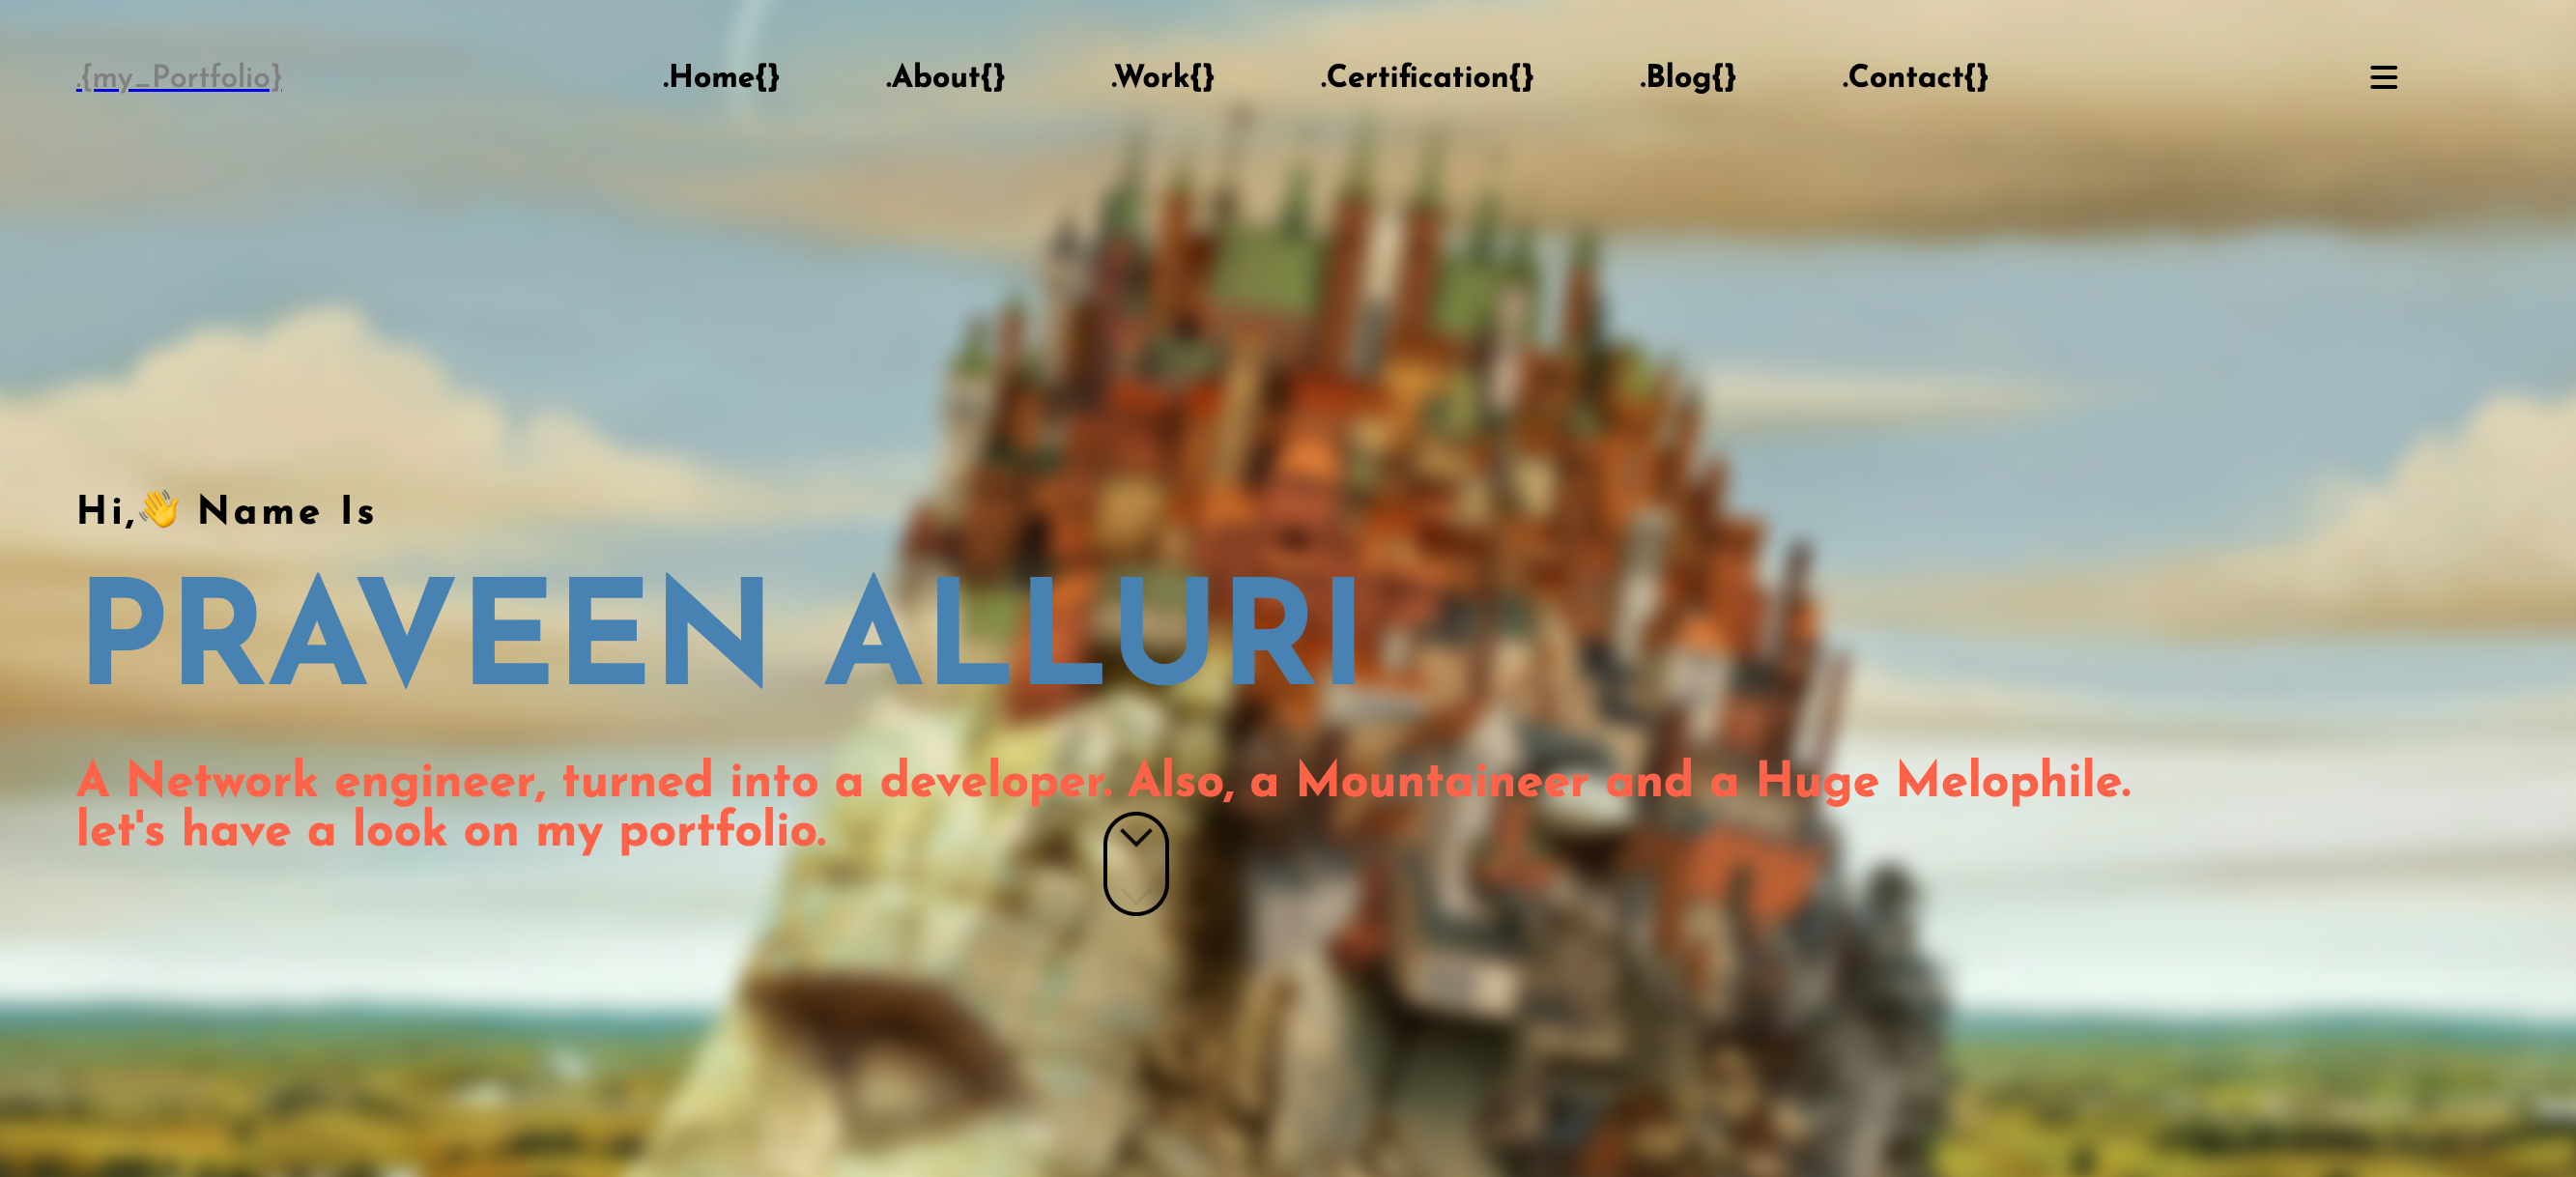 .{my_Portfolio}
.Home{}
.About{}
.Work{}
.Certification{}
.Blog{}
.Contact{}
Hi,👋 Name Is
PRAVEEN ALLURI
A Network engineer, turned into a developer. Also, a Mountaineer and a Huge Melophile.
let's have a look on my portfolio.